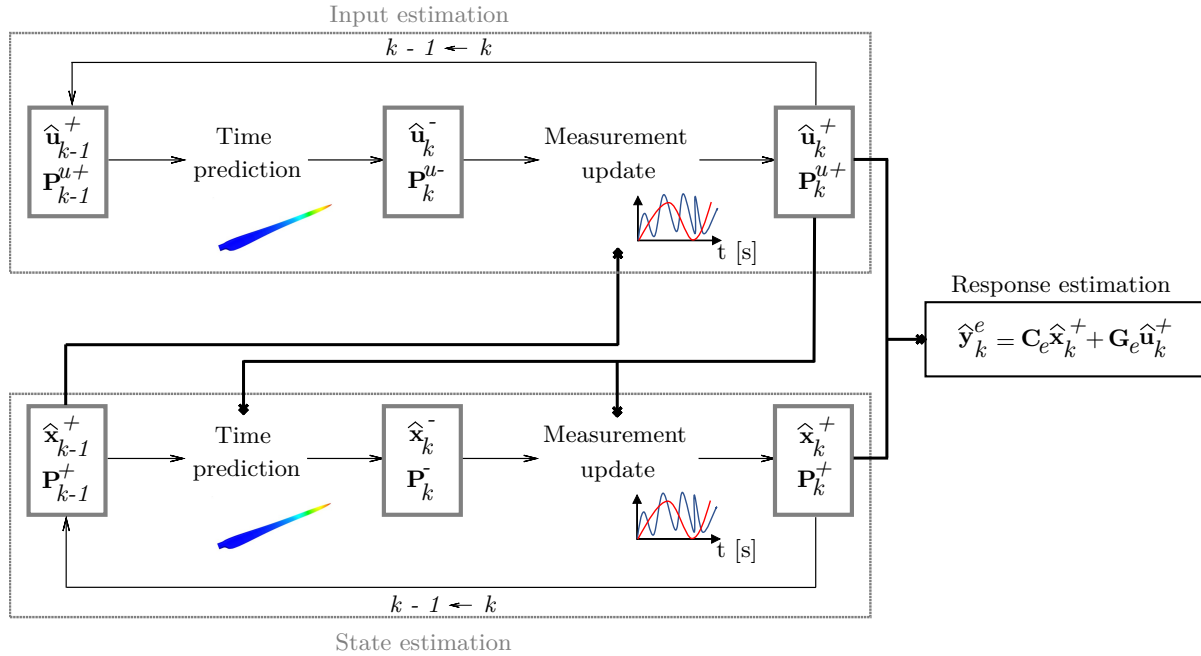 Input estimation
k - 1 ← k
û⁺ₖ₋₁
Pᵘ⁺ₖ₋₁
Time
prediction
û⁻ₖ
Pᵘ⁻ₖ
Measurement
update
t [s]
û⁺ₖ
Pᵘ⁺ₖ
Response estimation
ŷᵉₖ = Cₑx̂⁺ₖ + Gₑû⁺ₖ
x̂⁺ₖ₋₁
P⁺ₖ₋₁
Time
prediction
x̂⁻ₖ
P⁻ₖ
Measurement
update
t [s]
x̂⁺ₖ
P⁺ₖ
k - 1 ← k
State estimation